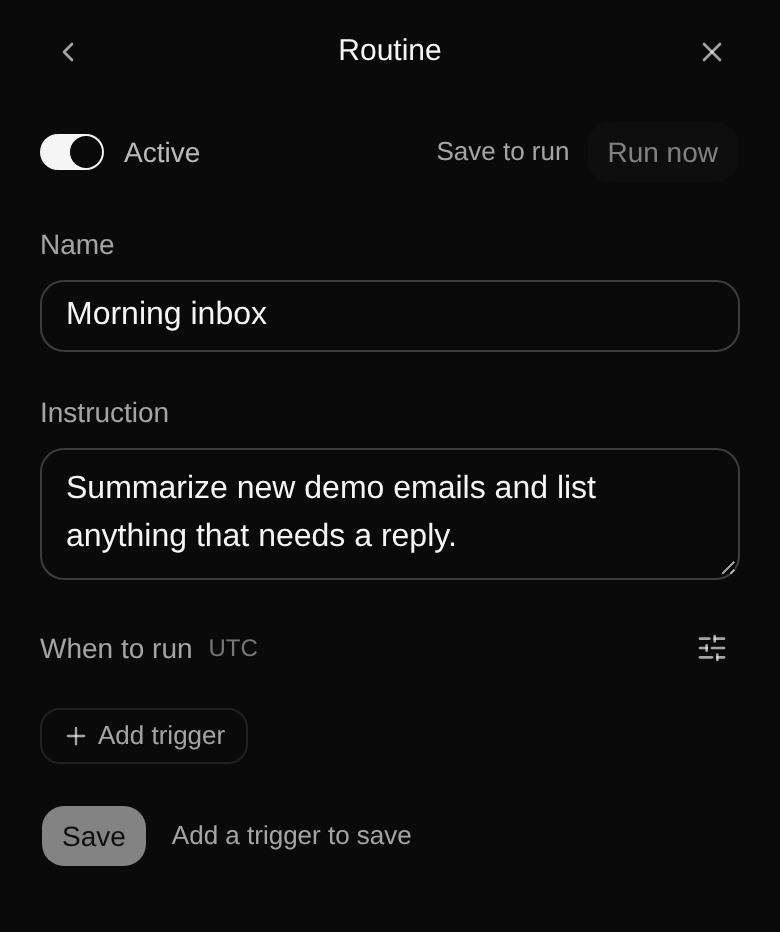 Routine
Active
Save to run
Run now
Name
Morning inbox
Instruction
Summarize new demo emails and list
anything that needs a reply.
When to run UTC
Add trigger
Save
Add a trigger to save